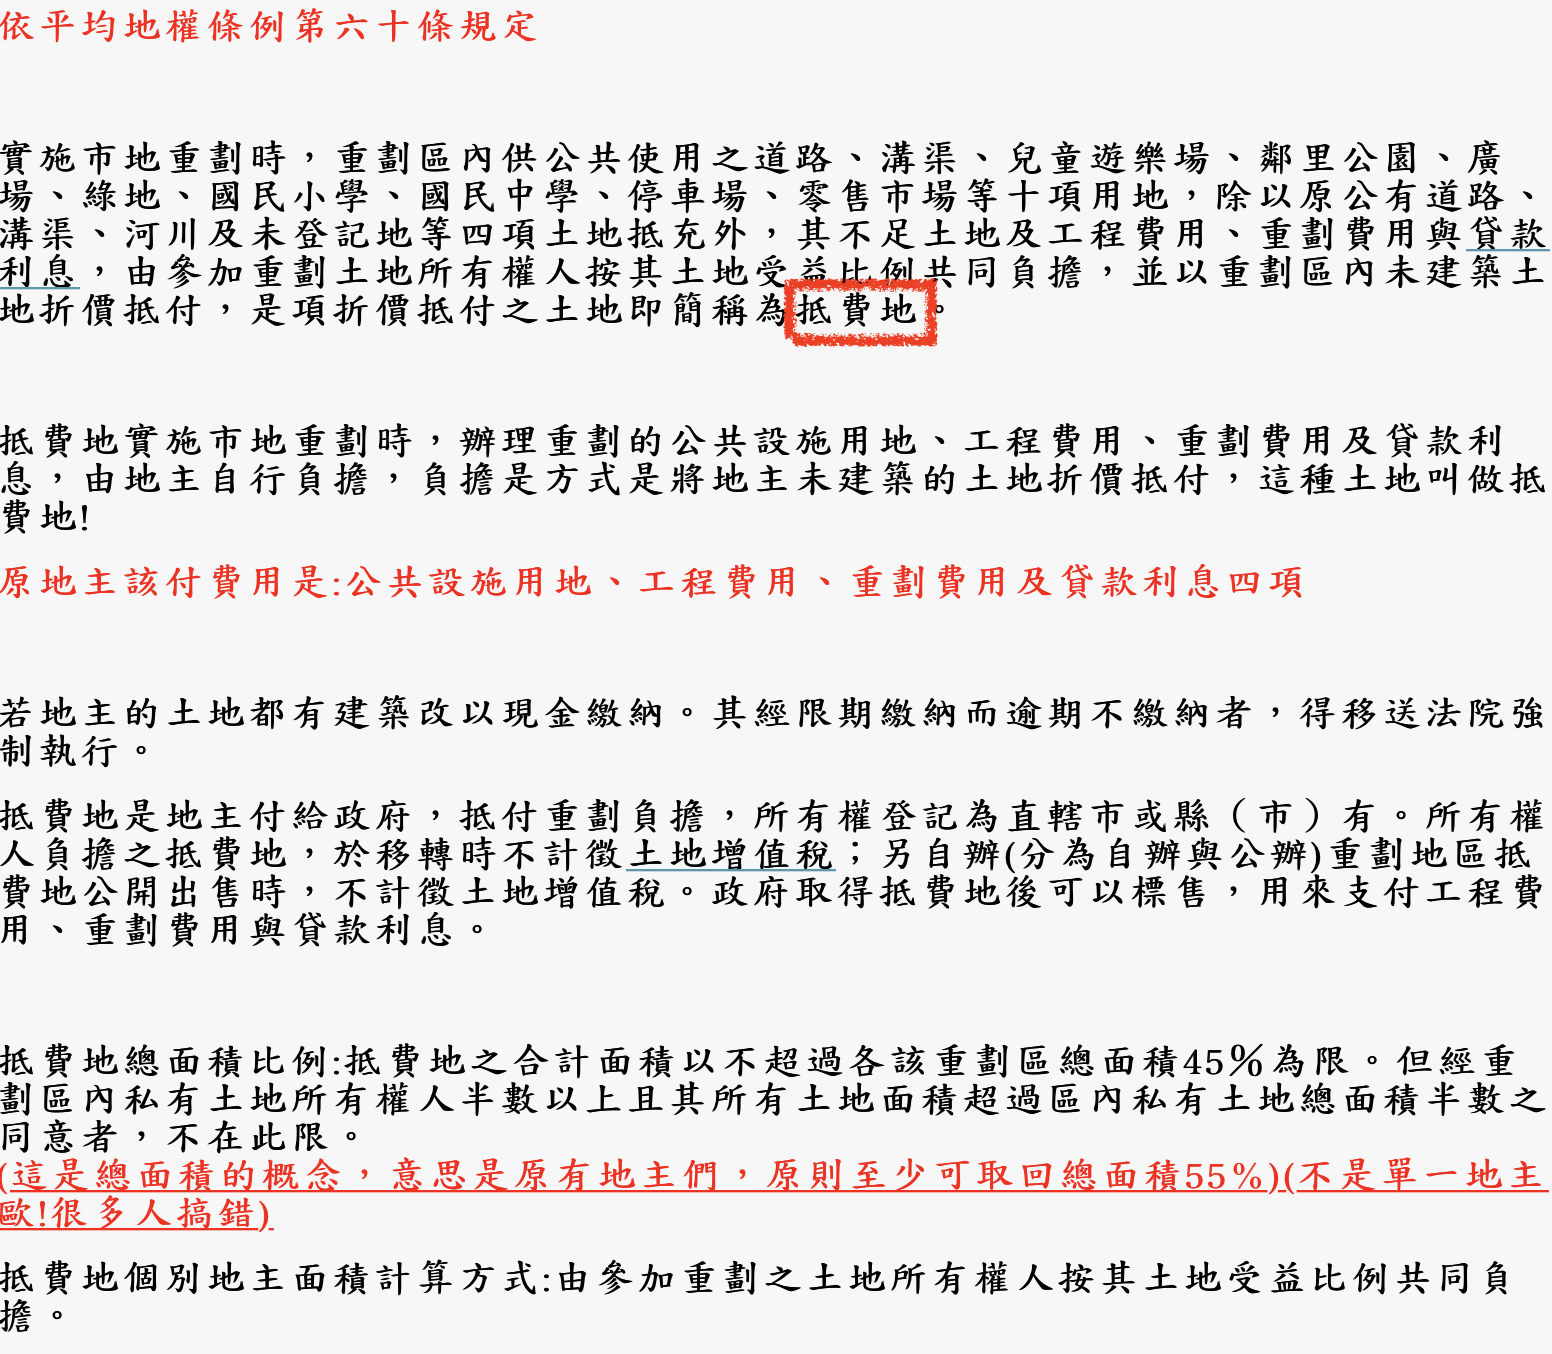 依平均地權條例第六十條規定
實施市地重劃時，重劃區內供公共使用之道路、溝渠、兒童遊樂場、鄰里公園、廣
場、綠地、國民小學、國民中學、停車場、零售市場等十項用地，除以原公有道路、
溝渠、河川及未登記地等四項土地抵充外，其不足土地及工程費用、重劃費用與貸款
利息，由參加重劃土地所有權人按其土地受益比例共同負擔，並以重劃區內未建築土
地折價抵付，是項折價抵付之土地即簡稱為抵費地。
抵費地實施市地重劃時，辦理重劃的公共設施用地、工程費用、重劃費用及貸款利
息，由地主自行負擔，負擔是方式是將地主未建築的土地折價抵付，這種土地叫做抵
費地!
原地主該付費用是:公共設施用地、工程費用、重劃費用及貸款利息四項
若地主的土地都有建築改以現金繳納。其經限期繳納而逾期不繳納者，得移送法院強
制執行。
抵費地是地主付給政府，抵付重劃負擔，所有權登記為直轄市或縣（市）有。所有權
人負擔之抵費地，於移轉時不計徵土地增值稅；另自辦(分為自辦與公辦)重劃地區抵
費地公開出售時，不計徵土地增值稅。政府取得抵費地後可以標售，用來支付工程費
用、重劃費用與貸款利息。
抵費地總面積比例:抵費地之合計面積以不超過各該重劃區總面積45％為限。但經重
劃區內私有土地所有權人半數以上且其所有土地面積超過區內私有土地總面積半數之
同意者，不在此限。
(這是總面積的概念，意思是原有地主們，原則至少可取回總面積55%)(不是單一地主
歐!很多人搞錯)
抵費地個別地主面積計算方式:由參加重劃之土地所有權人按其土地受益比例共同負
擔。